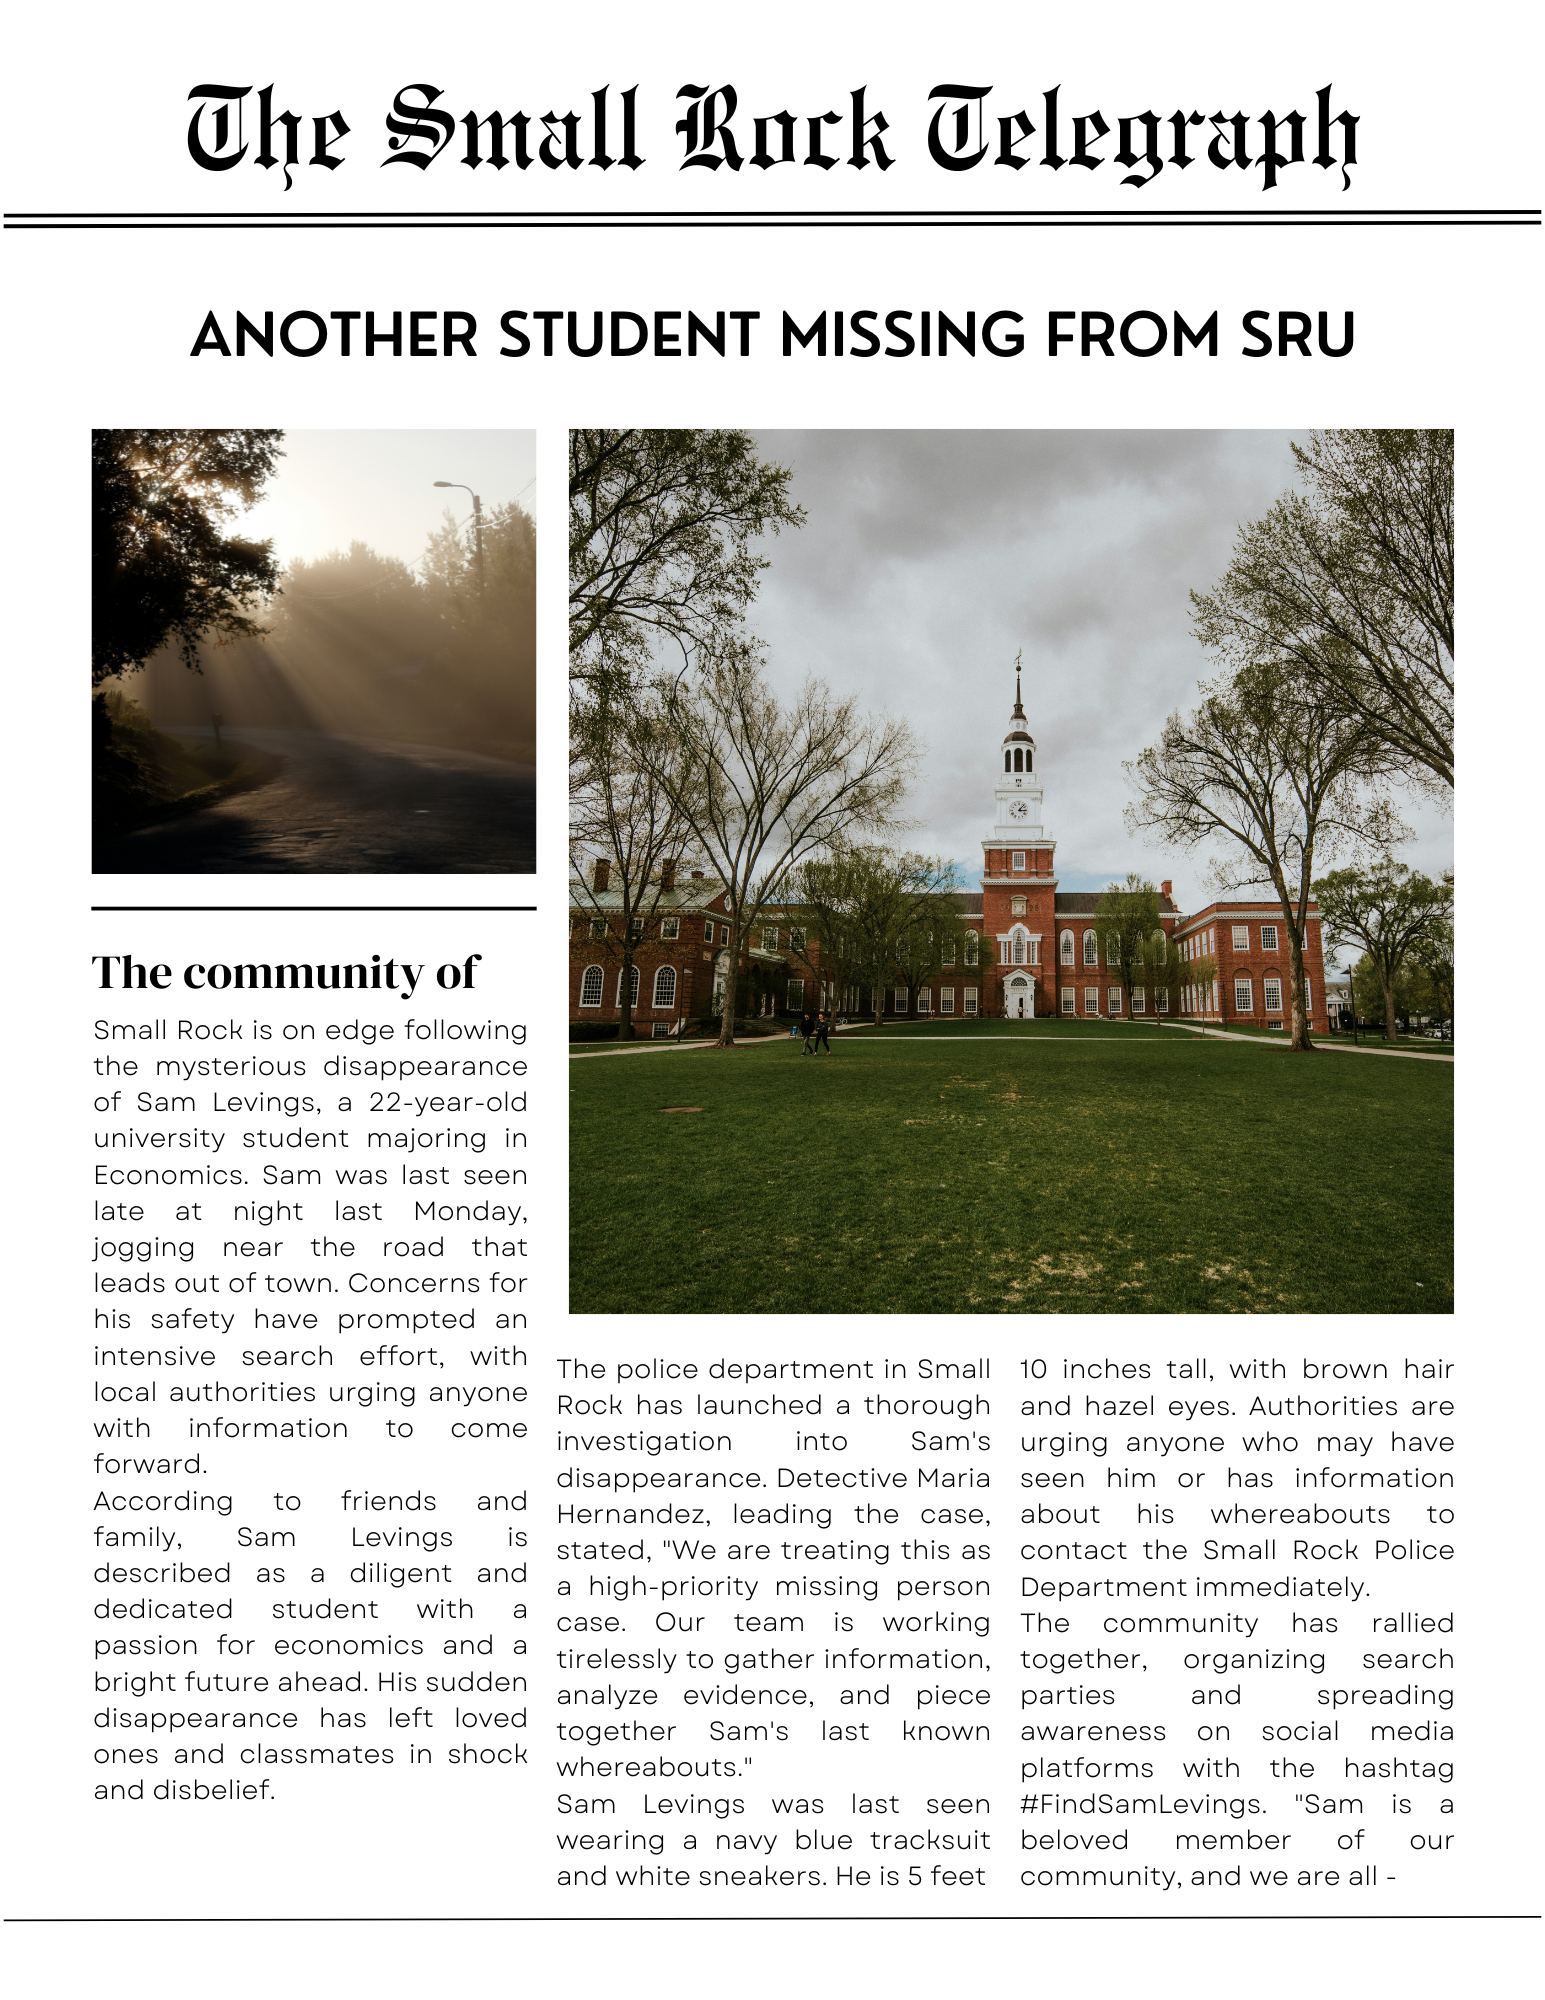 The Small Rock Telegraph
ANOTHER STUDENT MISSING FROM SRU
The community of
Small Rock is on edge following
the mysterious disappearance
of Sam Levings, a 22-year-old
university student majoring in
Economics. Sam was last seen
late at night last Monday,
jogging near the road that
leads out of town. Concerns for
his safety have prompted an
intensive search effort, with
local authorities urging anyone
with information to come
forward.
According to friends and
family, Sam Levings is
described as a diligent and
dedicated student with a
passion for economics and a
bright future ahead. His sudden
disappearance has left loved
ones and classmates in shock
and disbelief.
The police department in Small
Rock has launched a thorough
investigation into Sam's
disappearance. Detective Maria
Hernandez, leading the case,
stated, "We are treating this as
a high-priority missing person
case. Our team is working
tirelessly to gather information,
analyze evidence, and piece
together Sam's last known
whereabouts."
Sam Levings was last seen
wearing a navy blue tracksuit
and white sneakers. He is 5 feet
10 inches tall, with brown hair
and hazel eyes. Authorities are
urging anyone who may have
seen him or has information
about his whereabouts to
contact the Small Rock Police
Department immediately.
The community has rallied
together, organizing search
parties and spreading
awareness on social media
platforms with the hashtag
#FindSamLevings. "Sam is a
beloved member of our
community, and we are all -